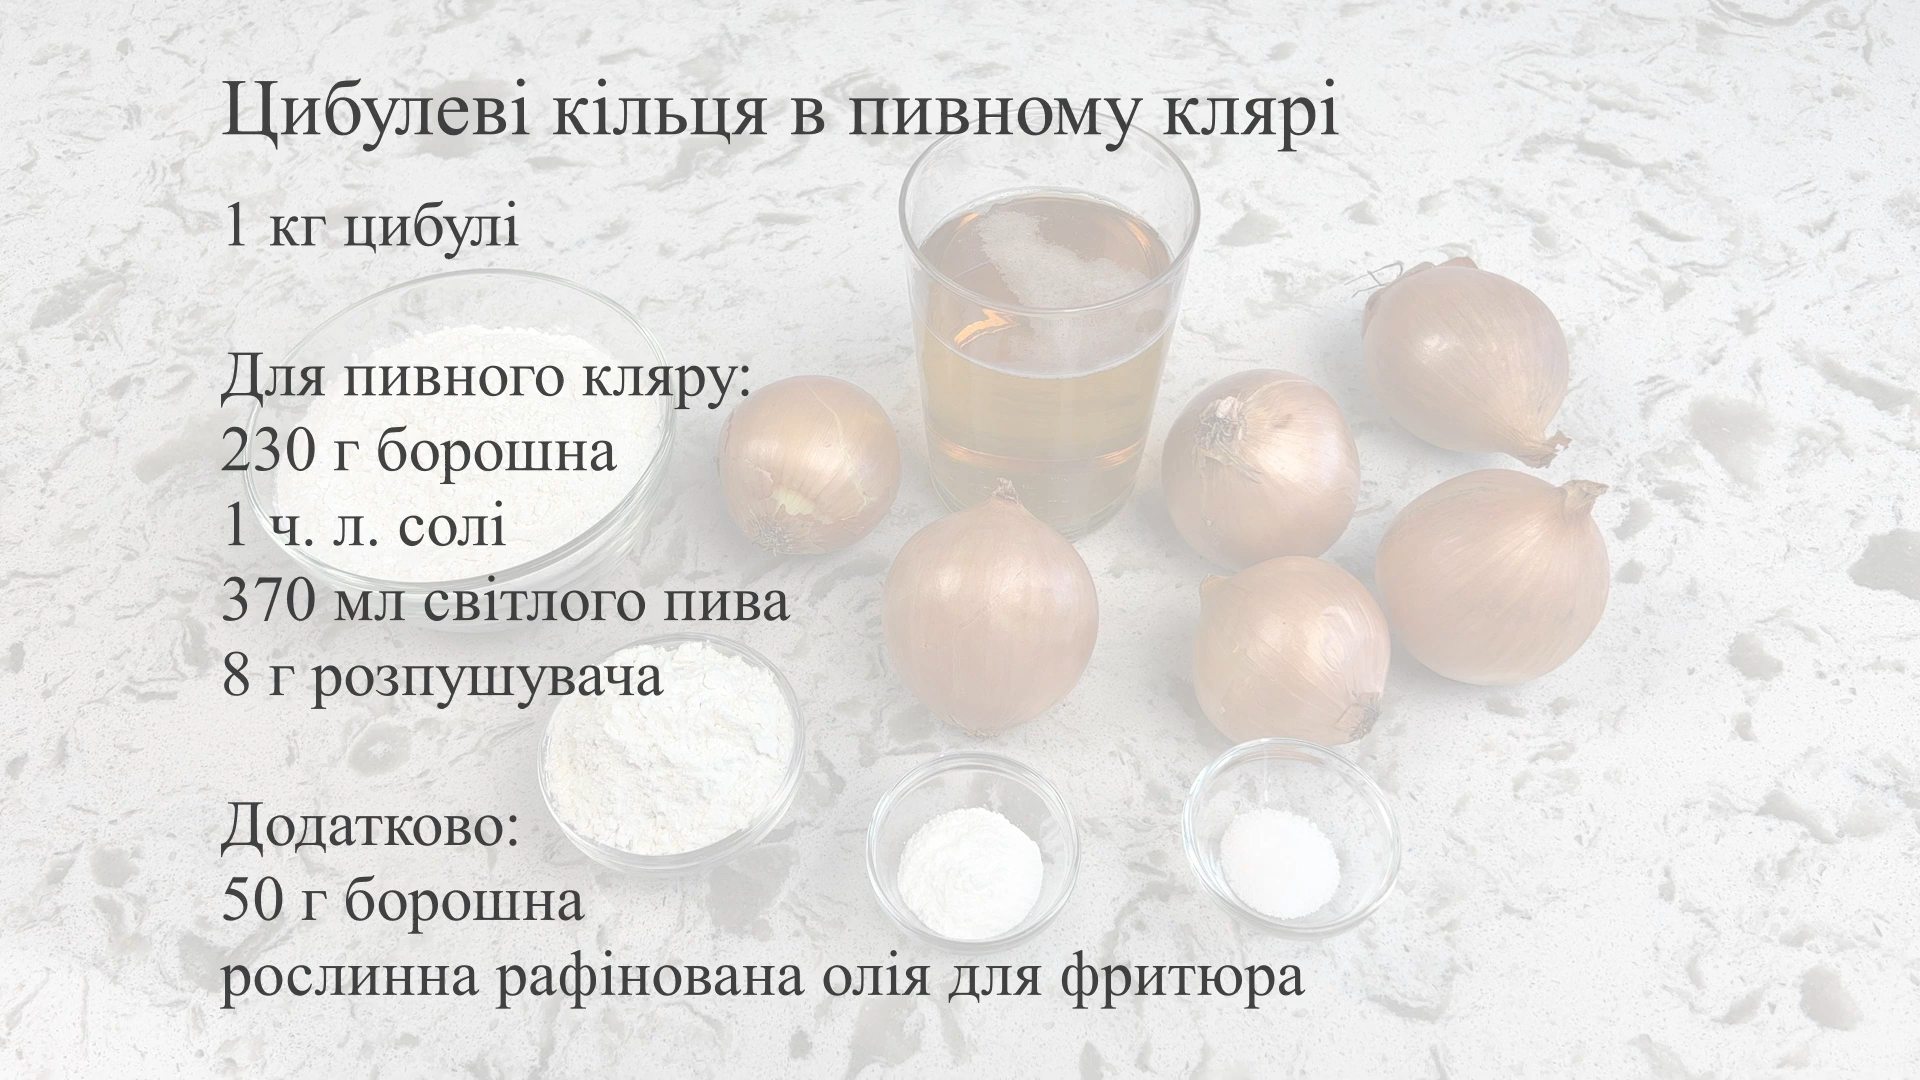 Цибулеві кільця в пивному клярі
1 кг цибулі
Для пивного кляру:
230 г борошна
1 ч. л. солі
370 мл світлого пива
8 г розпушувача
Додатково:
50 г борошна
рослинна рафінована олія для фритюра